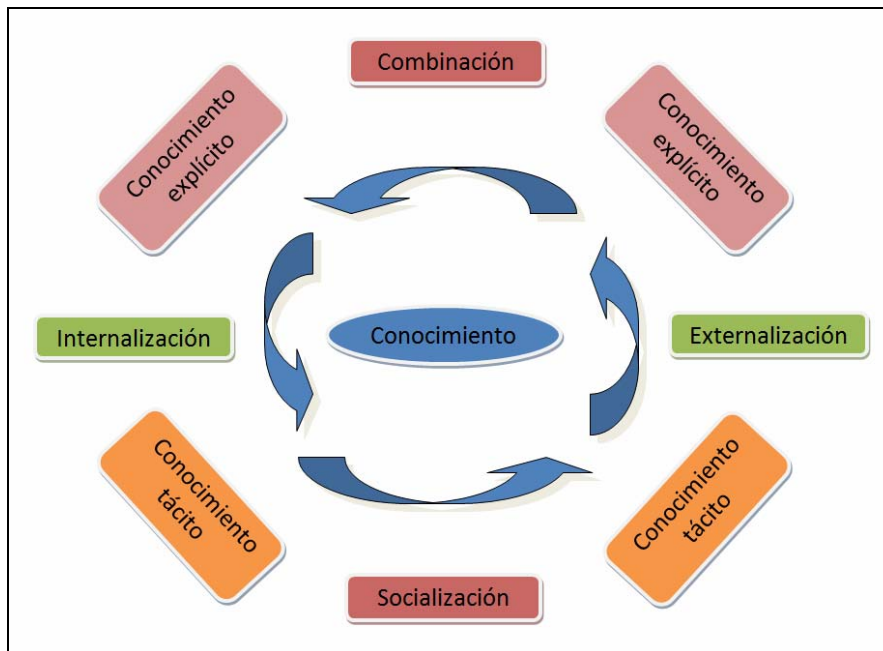 Combinación
Conocimiento
explícito
Conocimiento
explícito
Internalización
Conocimiento
Externalización
Conocimiento
tácito
Conocimiento
tácito
Socialización